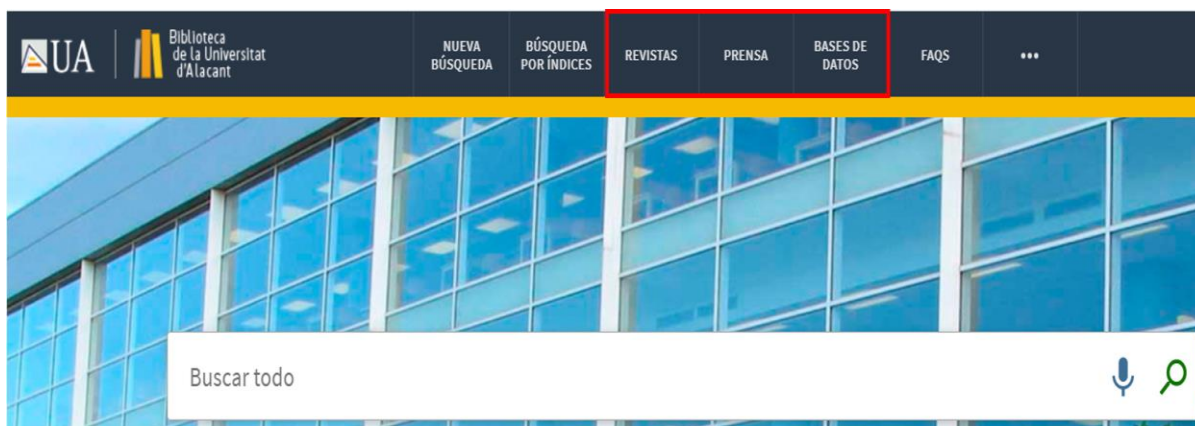 UA
Biblioteca
de la Universitat
d'Alacant
NUEVA
BÚSQUEDA
BÚSQUEDA
POR ÍNDICES
REVISTAS
PRENSA
BASES DE
DATOS
FAQS
•••
Buscar todo